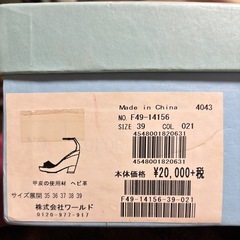 Made in China 4043
NO. F49-14156
SIZE 39 COL. 021
4548001820631
4548001820631
本体価格 ¥20,000+税
F49-14156-39-021
甲皮の使用材 ヘビ革
サイズ展開 35 36 37 38 39
株式会社ワールド
0120-977-917